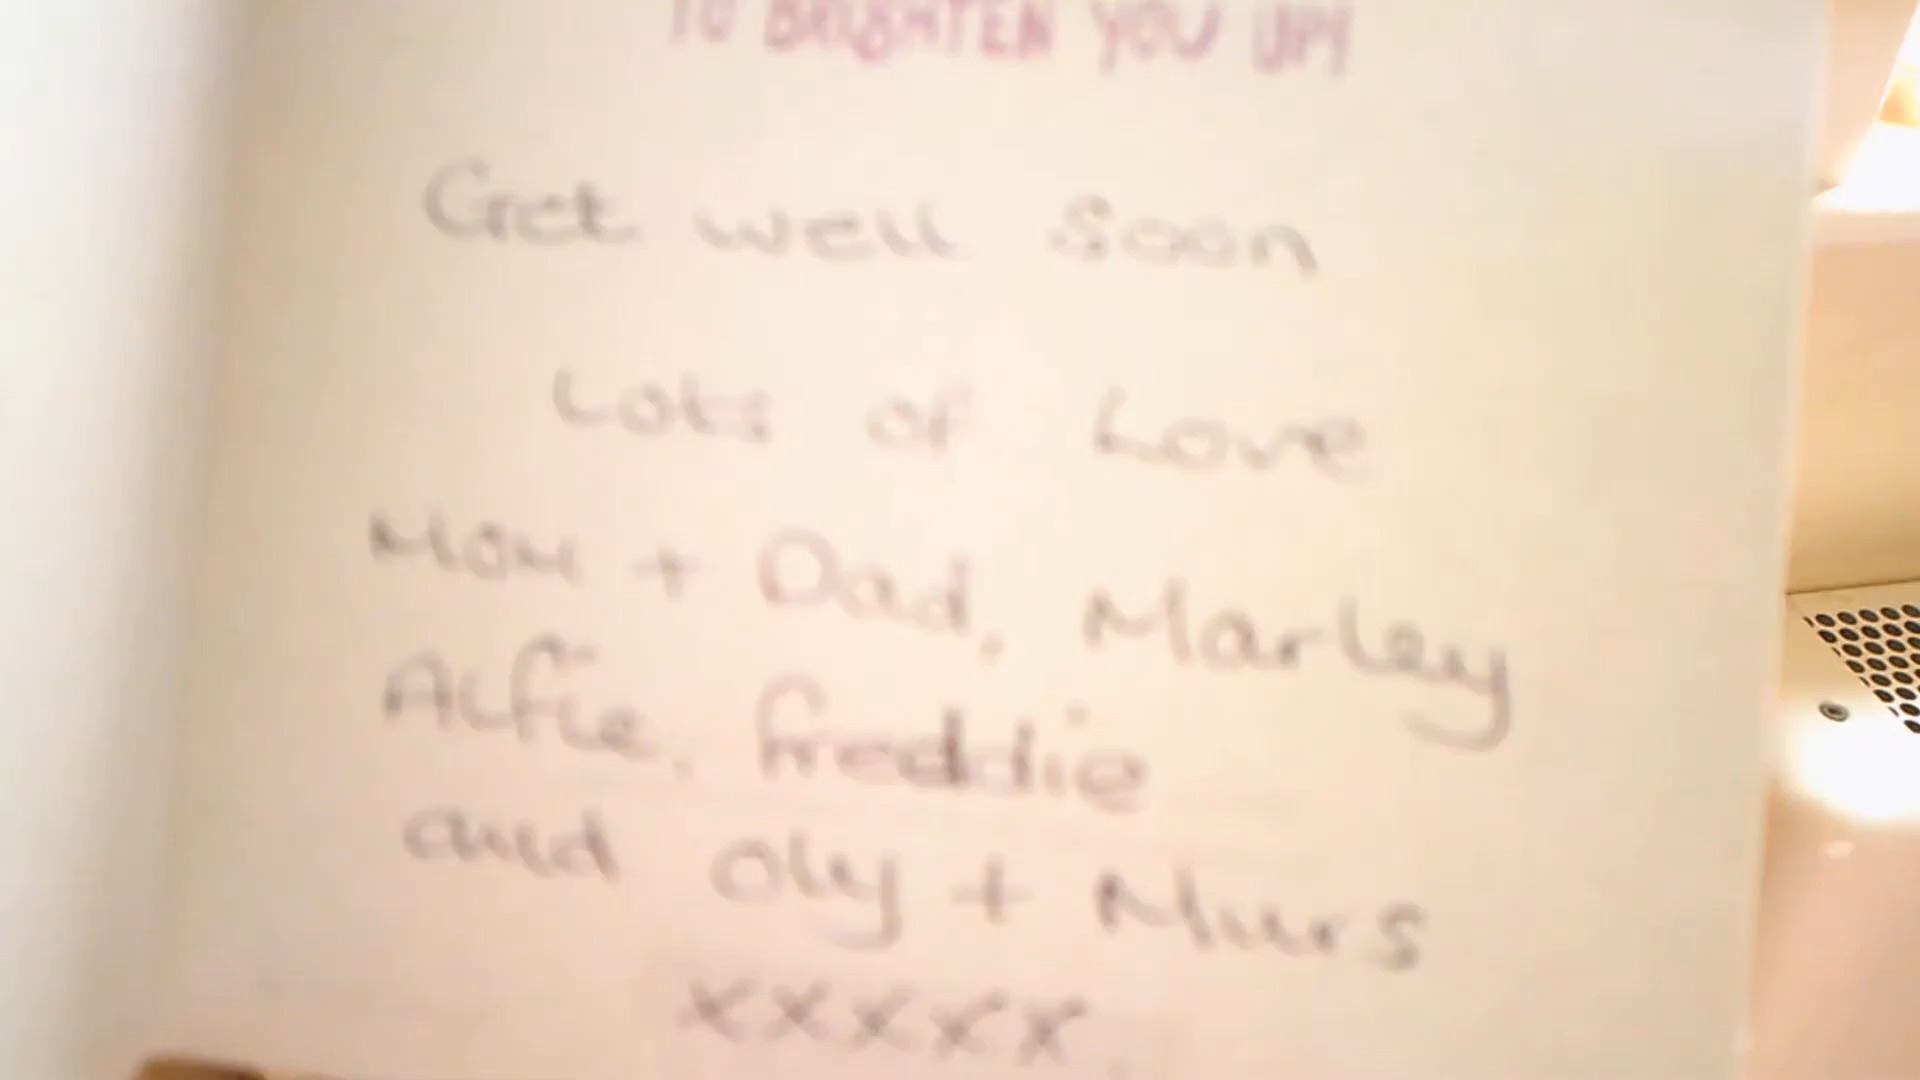 TO BRIGHTEN YOU UP!
Get well Soon
Lots of Love
Mom + Dad, Marley
Alfie, freddie
and Oly + Murs
xxxxx